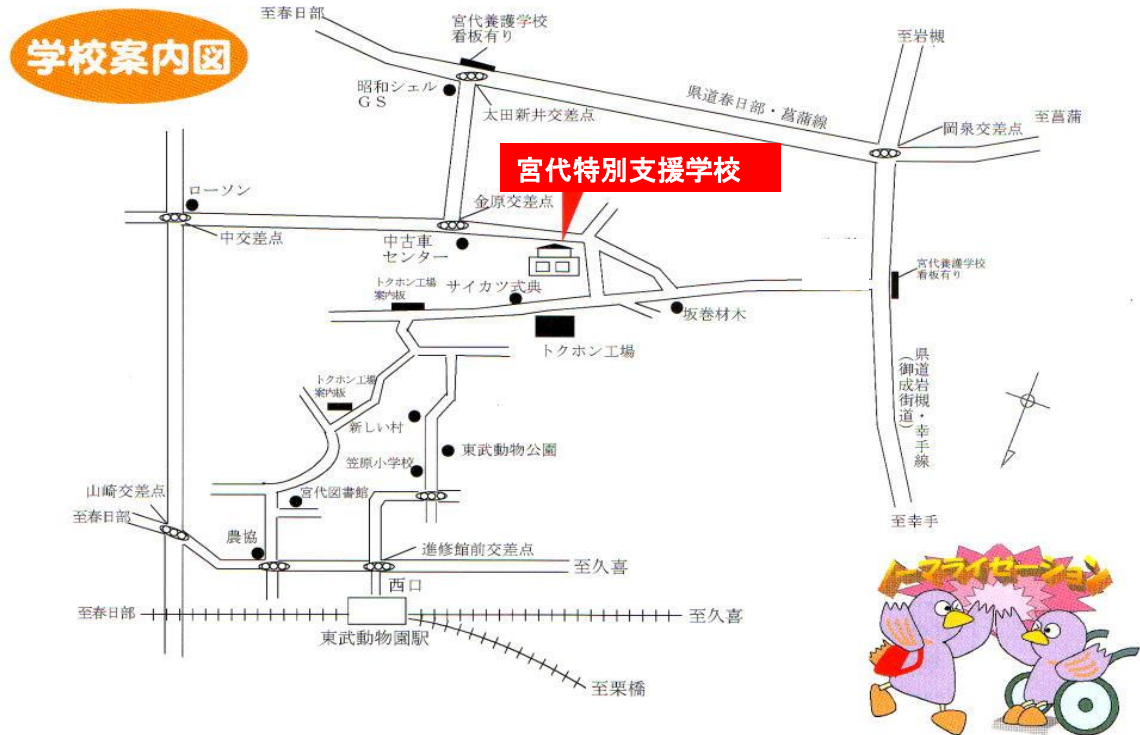 学校案内図
至春日部
宮代養護学校
看板有り
至岩槻
昭和シェル
GS
太田新井交差点
県道春日部・菖蒲線
岡泉交差点
至菖蒲
宮代特別支援学校
ローソン
金原交差点
中交差点
中古車
センター
宮代養護学校
看板有り
トクホン工場
案内板
サイカツ式典
坂巻材木
トクホン工場
県道岩槻・幸手線
(御成街道)
トクホン工場
案内板
新しい村
東武動物公園
笠原小学校
山崎交差点
宮代図書館
至春日部
至幸手
農協
進修館前交差点
至久喜
西口
至春日部
至久喜
東武動物園駅
至栗橋
ノーマライゼーション